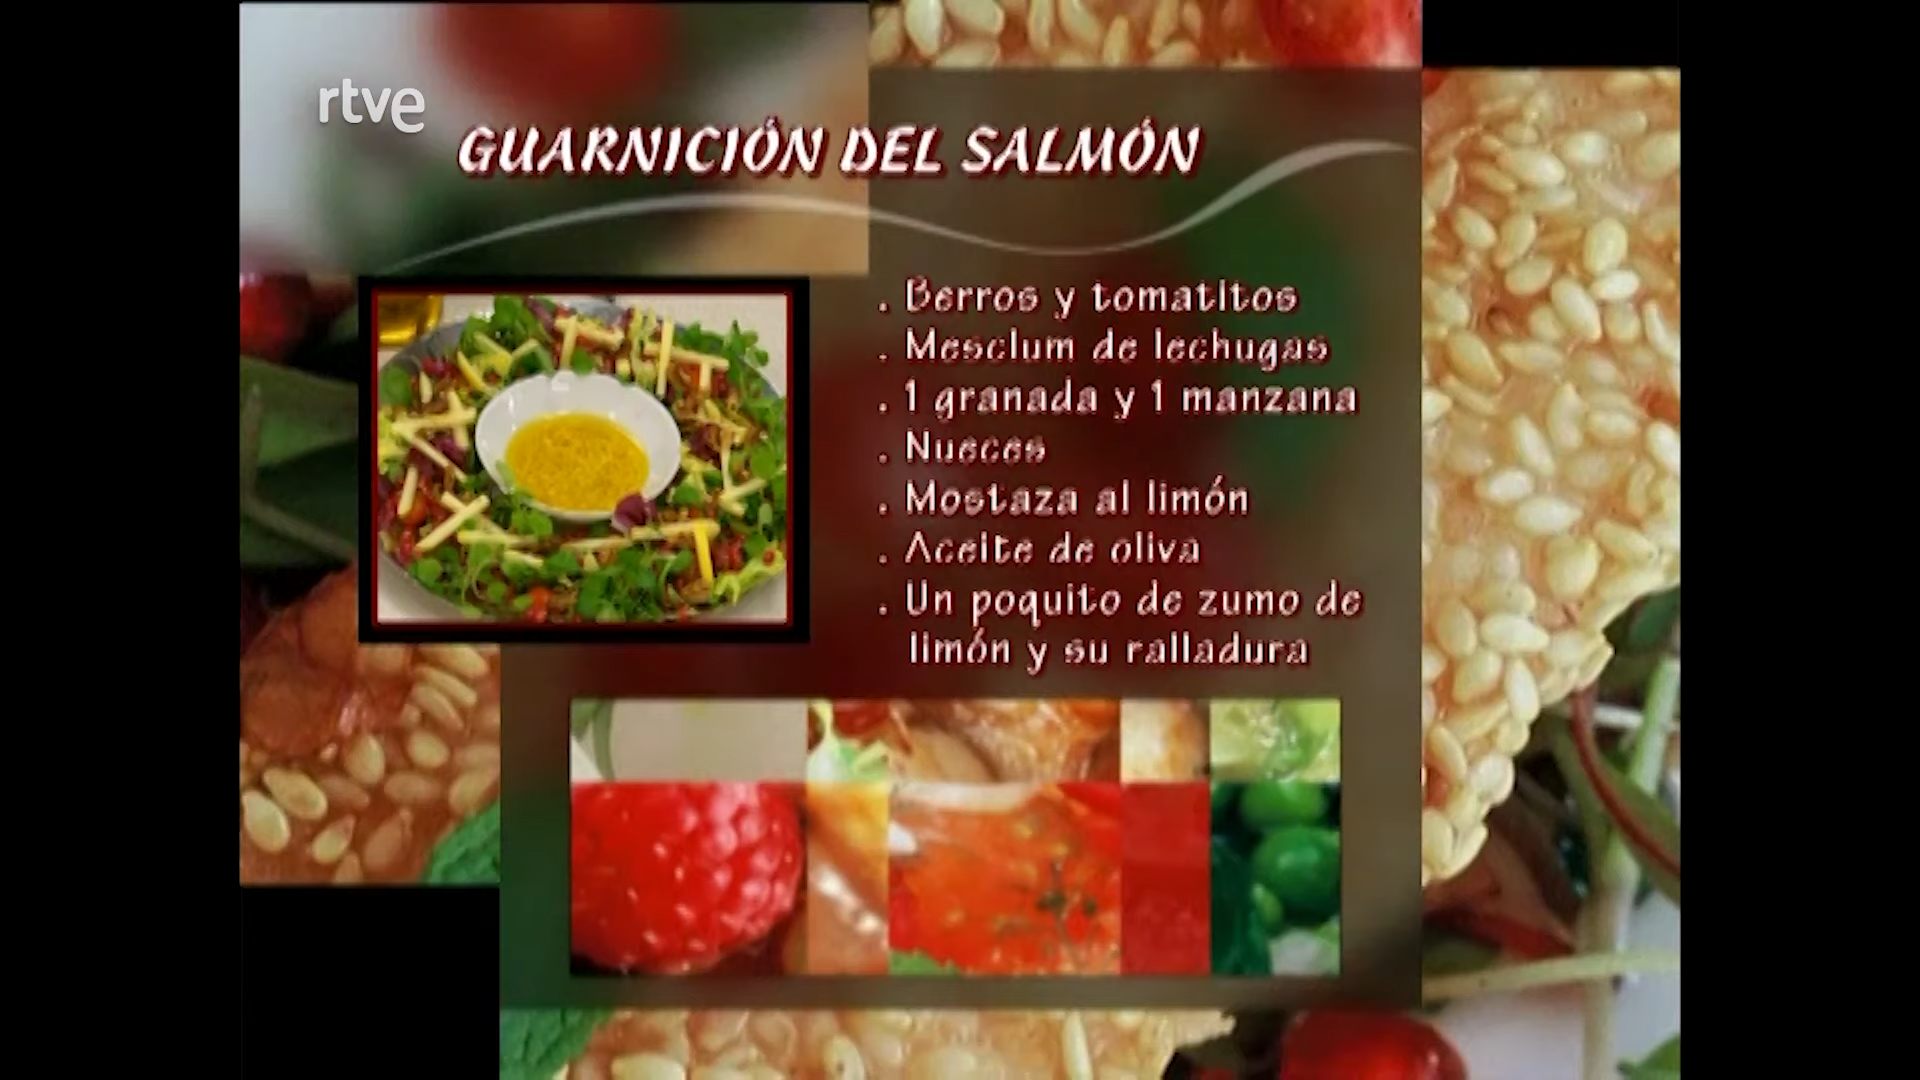 rtve
GUARNICIÓN DEL SALMÓN
. Berros y tomatitos
. Mesclum de lechugas
. 1 granada y 1 manzana
. Nueces
. Mostaza al limón
. Aceite de oliva
. Un poquito de zumo de
limón y su ralladura